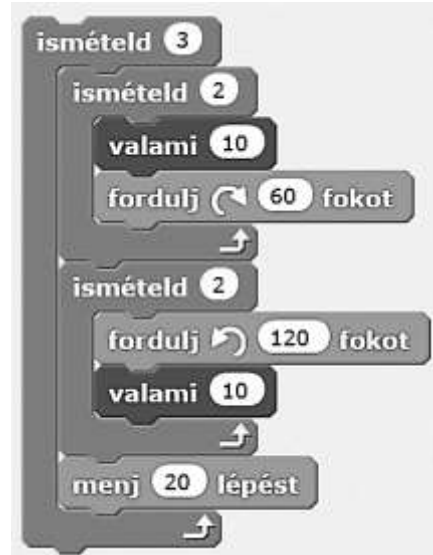 ismételd 3
ismételd 2
valami 10
fordulj 60 fokot
ismételd 2
fordulj 120 fokot
valami 10
menj 20 lépést